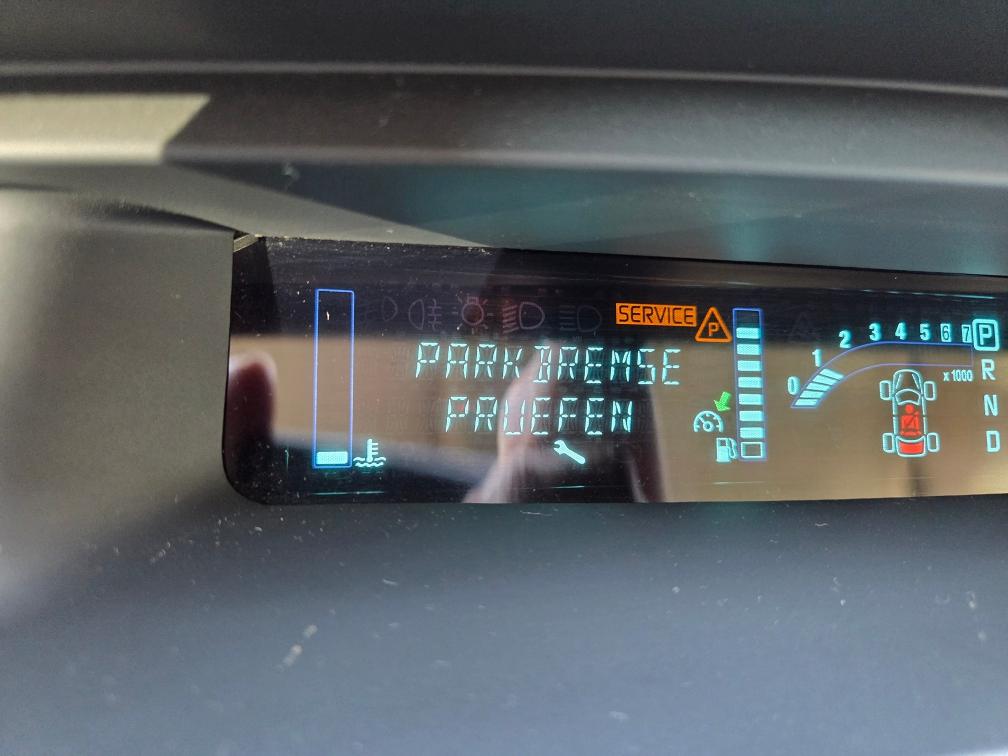 SERVICE
P
PARKBREMSE
PRUEFEN
0 1 2 3 4 5 6 7
x1000
P
R
N
D